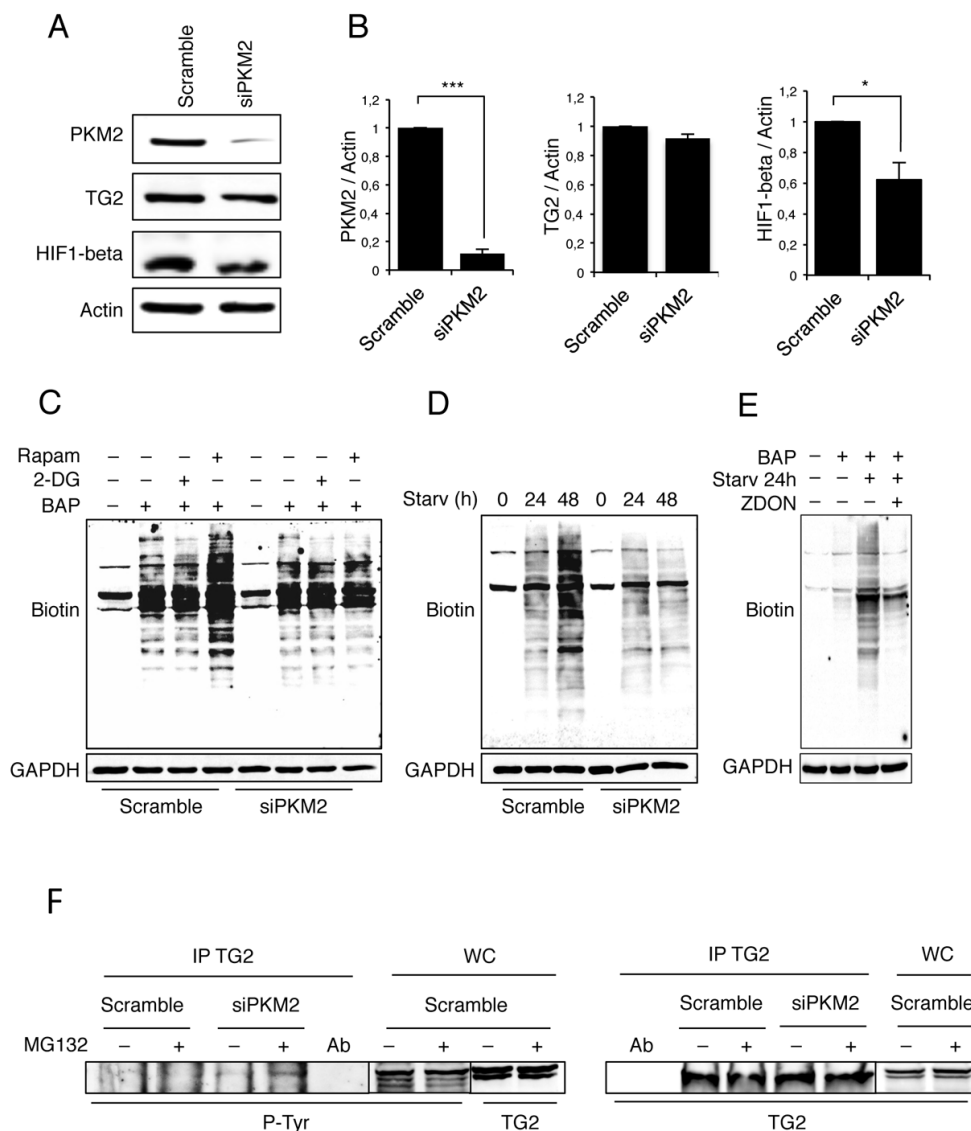 A
Scramble
siPKM2
PKM2
TG2
HIF1-beta
Actin
B
***
PKM2 / Actin
1,2
1
0,8
0,6
0,4
0,2
0
Scramble
siPKM2
TG2 / Actin
1,2
1
0,8
0,6
0,4
0,2
0
Scramble
siPKM2
*
HIF1-beta / Actin
1,2
1
0,8
0,6
0,4
0,2
0
Scramble
siPKM2
C
Rapam – – – + – – – +
2-DG – – + – – – + –
BAP – + + + – + + +
Biotin
GAPDH
Scramble siPKM2
D
Starv (h) 0 24 48 0 24 48
Biotin
GAPDH
Scramble siPKM2
E
BAP – + + +
Starv 24h – – + +
ZDON – – – +
Biotin
GAPDH
F
IP TG2 WC
Scramble siPKM2 Scramble
MG132 – + – + Ab – + – +
P-Tyr TG2
IP TG2 WC
Scramble siPKM2 Scramble
Ab – + – + – +
TG2